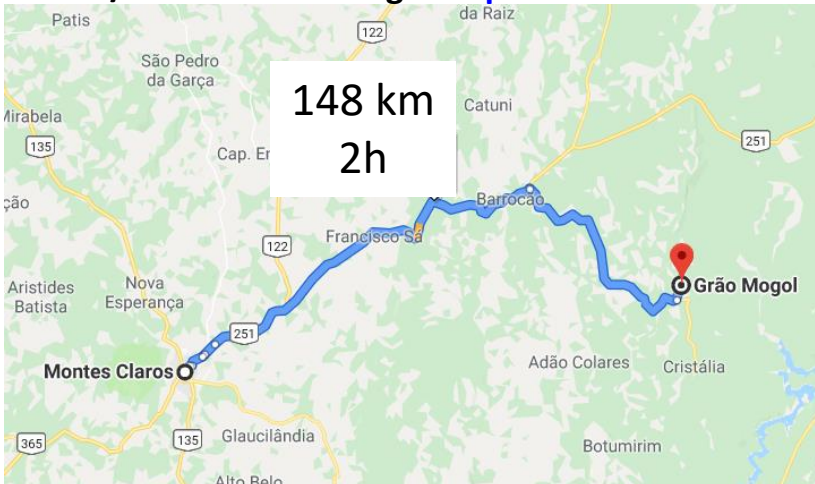 da Raiz
Patis
122
São Pedro
da Garça
148 km
2h
Catuni
Mirabela
135
251
Cap. Er
Barrocão
ção
Francisco Sá
122
Aristides
Batista
Nova
Esperança
Grão Mogol
251
Montes Claros
Adão Colares
Cristália
365
135
Glaucilândia
Botumirim
Alto Belo